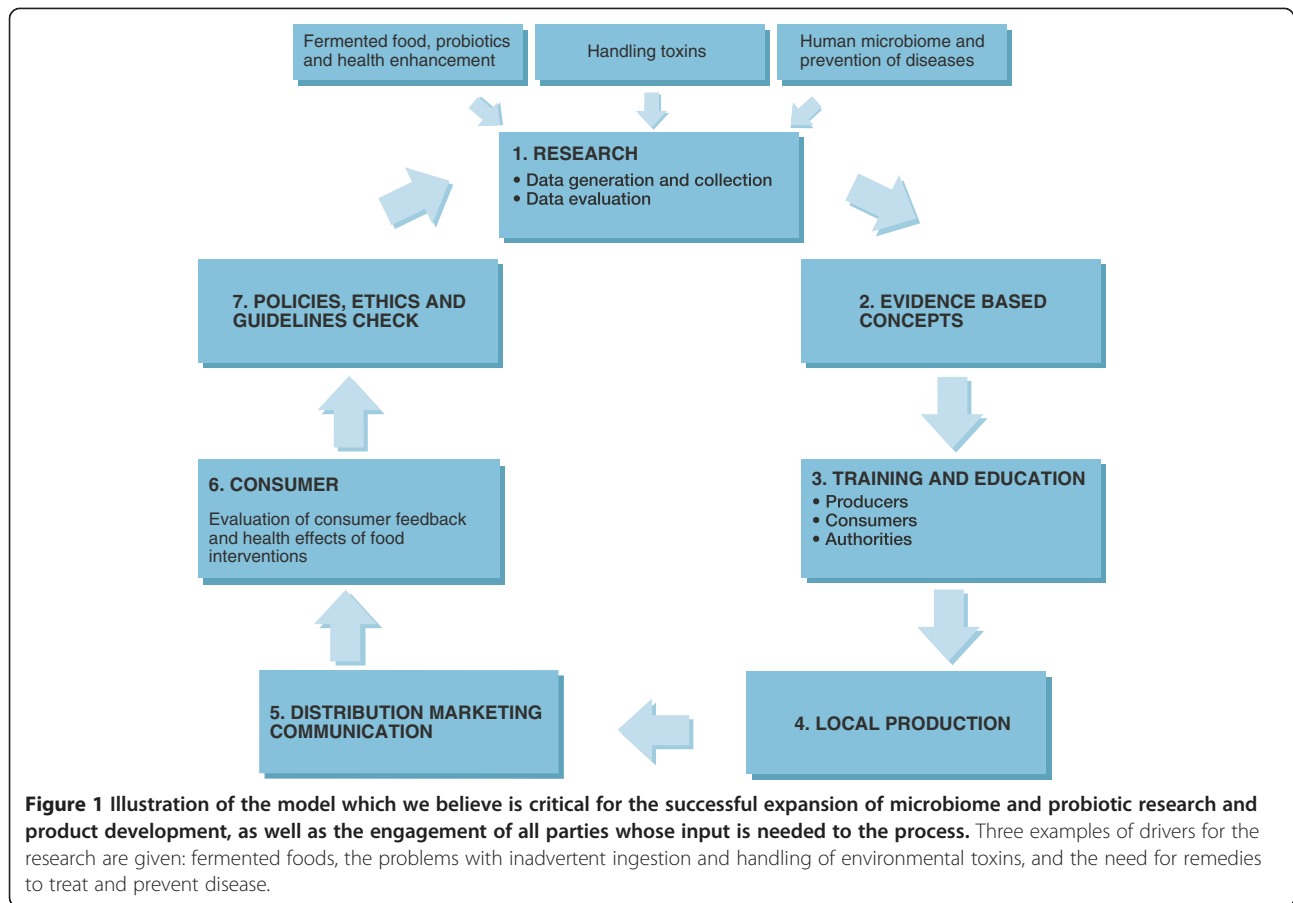 Fermented food, probiotics
and health enhancement
Handling toxins
Human microbiome and
prevention of diseases
1. RESEARCH
• Data generation and collection
• Data evaluation
2. EVIDENCE BASED
CONCEPTS
3. TRAINING AND EDUCATION
• Producers
• Consumers
• Authorities
4. LOCAL PRODUCTION
5. DISTRIBUTION MARKETING
COMMUNICATION
6. CONSUMER
Evaluation of consumer feedback
and health effects of food
interventions
7. POLICIES, ETHICS AND
GUIDELINES CHECK
Figure 1 Illustration of the model which we believe is critical for the successful expansion of microbiome and probiotic research and
product development, as well as the engagement of all parties whose input is needed to the process. Three examples of drivers for the
research are given: fermented foods, the problems with inadvertent ingestion and handling of environmental toxins, and the need for remedies
to treat and prevent disease.